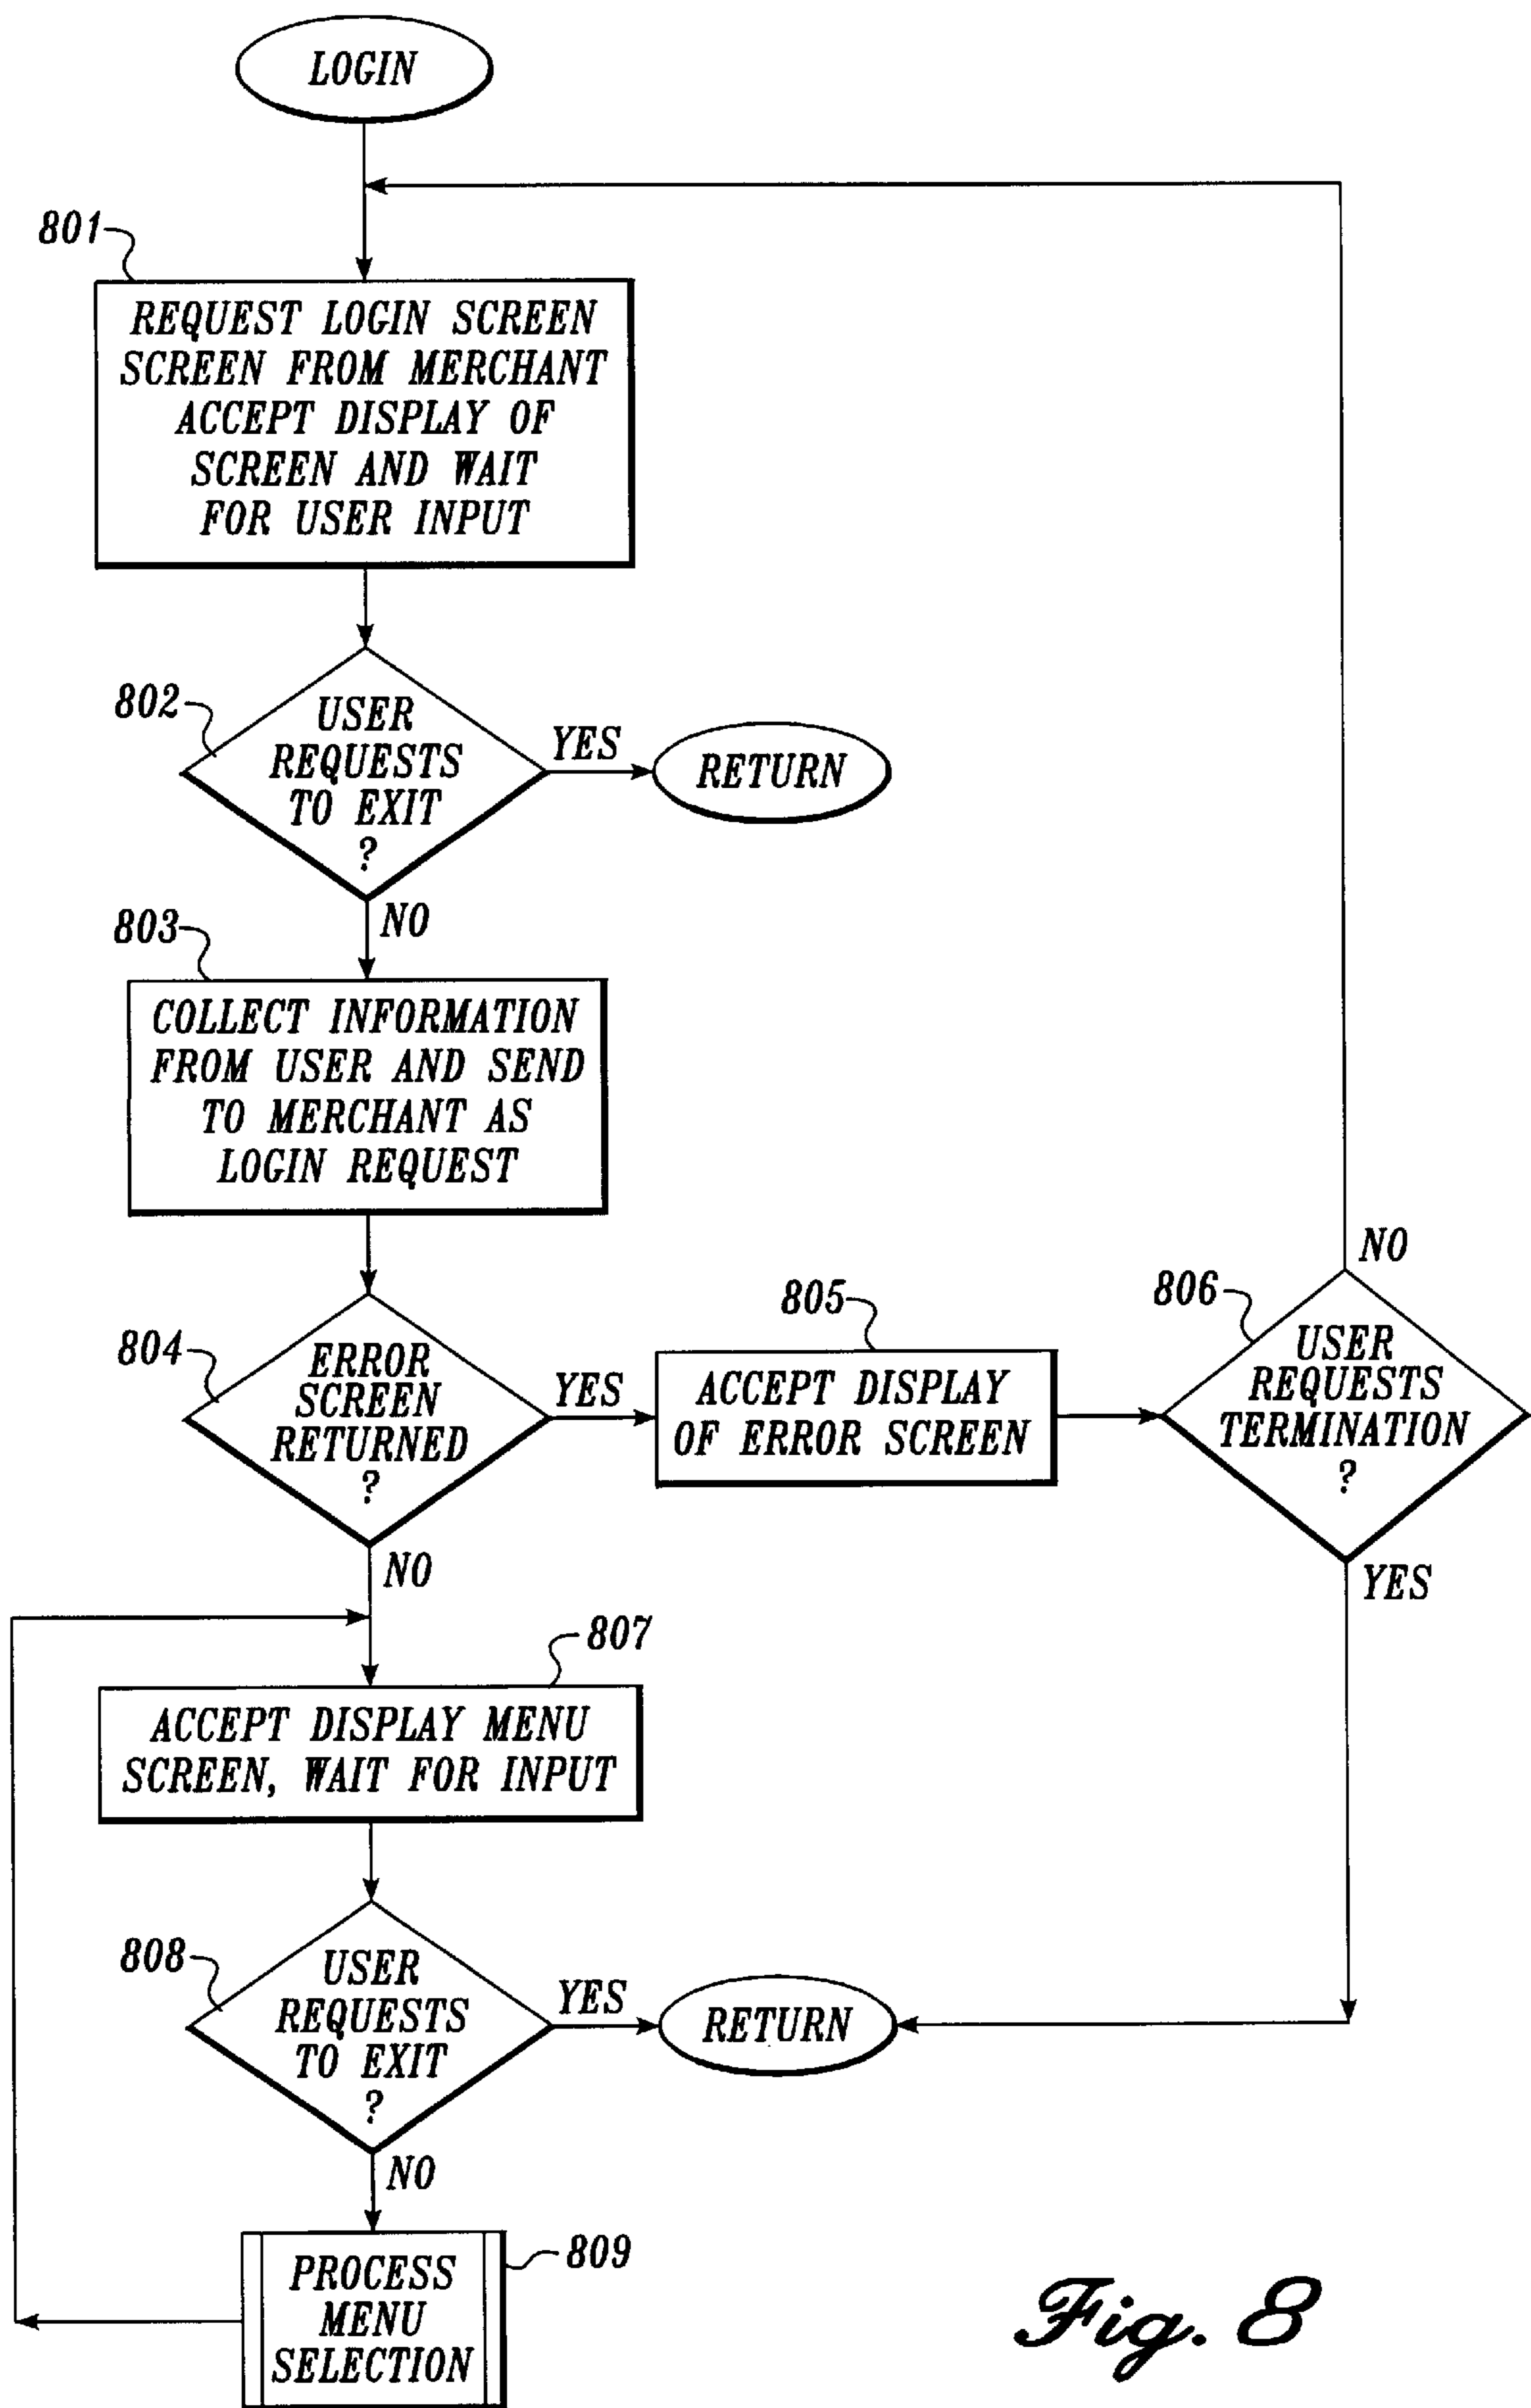 LOGIN
801
REQUEST LOGIN SCREEN
SCREEN FROM MERCHANT
ACCEPT DISPLAY OF
SCREEN AND WAIT
FOR USER INPUT
802
USER
REQUESTS
TO EXIT
?
YES
RETURN
NO
803
COLLECT INFORMATION
FROM USER AND SEND
TO MERCHANT AS
LOGIN REQUEST
804
ERROR
SCREEN
RETURNED
?
YES
805
ACCEPT DISPLAY
OF ERROR SCREEN
806
NO
USER
REQUESTS
TERMINATION
?
YES
NO
807
ACCEPT DISPLAY MENU
SCREEN, WAIT FOR INPUT
808
USER
REQUESTS
TO EXIT
?
YES
RETURN
NO
809
PROCESS
MENU
SELECTION
Fig. 8